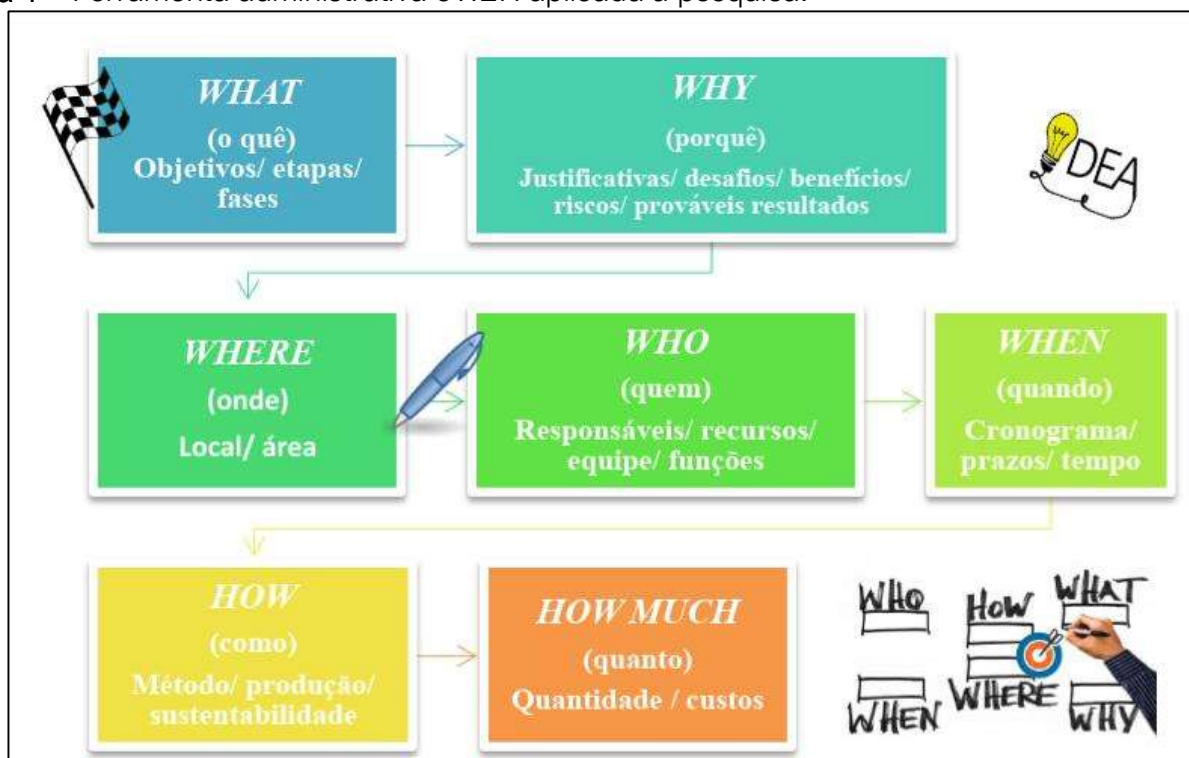 Ferramenta administrativa 5W2H aplicada à pesquisa.
WHAT
(o quê)
Objetivos/ etapas/
fases
WHY
(porquê)
Justificativas/ desafios/ benefícios/
riscos/ prováveis resultados
IDEA
WHERE
(onde)
Local/ área
WHO
(quem)
Responsáveis/ recursos/
equipe/ funções
WHEN
(quando)
Cronograma/
prazos/ tempo
HOW
(como)
Método/ produção/
sustentabilidade
HOW MUCH
(quanto)
Quantidade / custos
WHO
HOW
WHAT
WHEN
WHERE
WHY